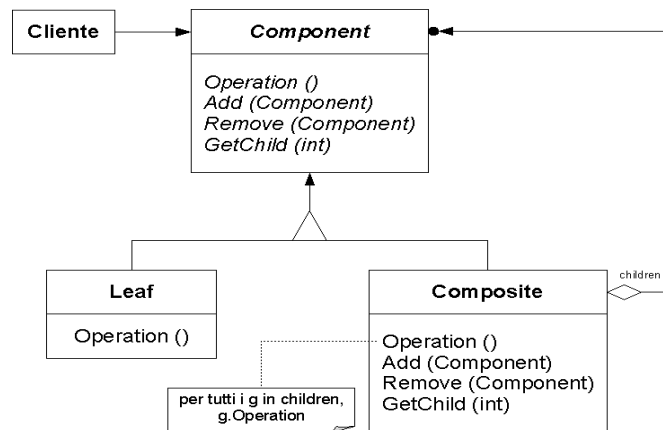 Cliente
Component
Operation ()
Add (Component)
Remove (Component)
GetChild (int)
Leaf
Operation ()
children
Composite
Operation ()
Add (Component)
Remove (Component)
GetChild (int)
per tutti i g in children,
g.Operation